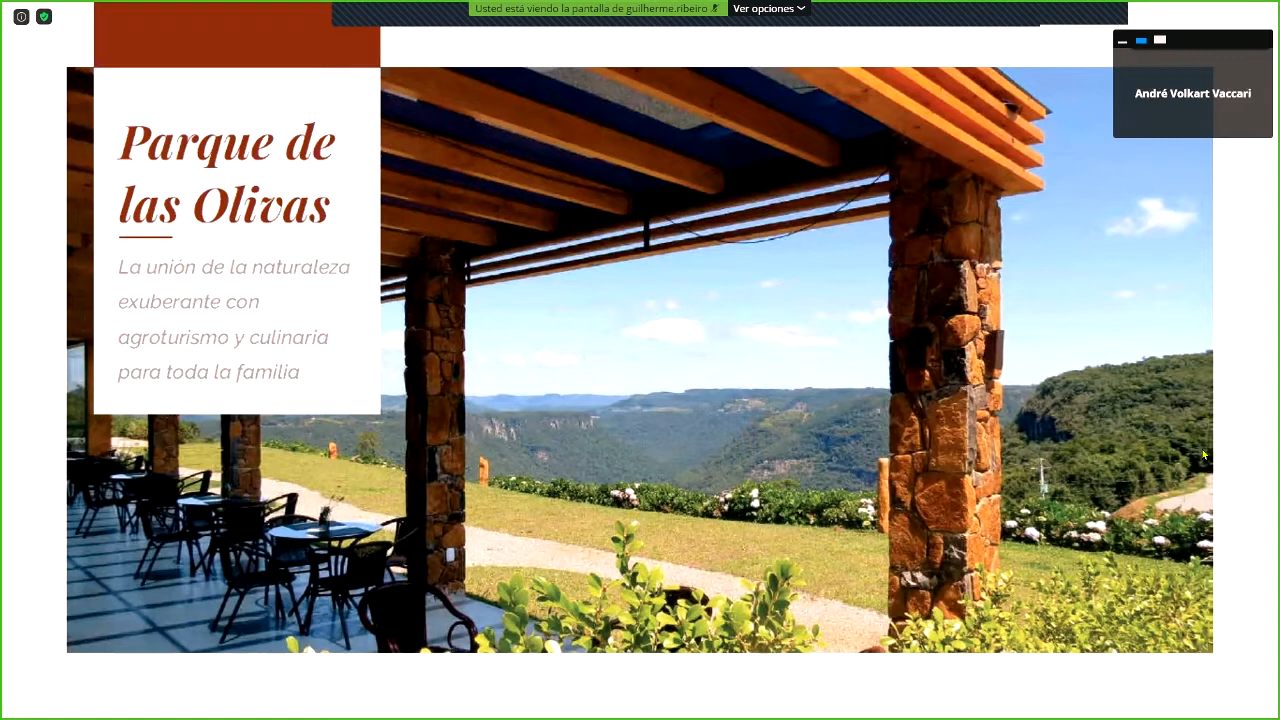 Usted está viendo la pantalla de guilherme.ribeiro
Ver opciones
André Volkart Vaccari
Parque de
las Olivas
La unión de la naturaleza
exuberante con
agroturismo y culinaria
para toda la familia